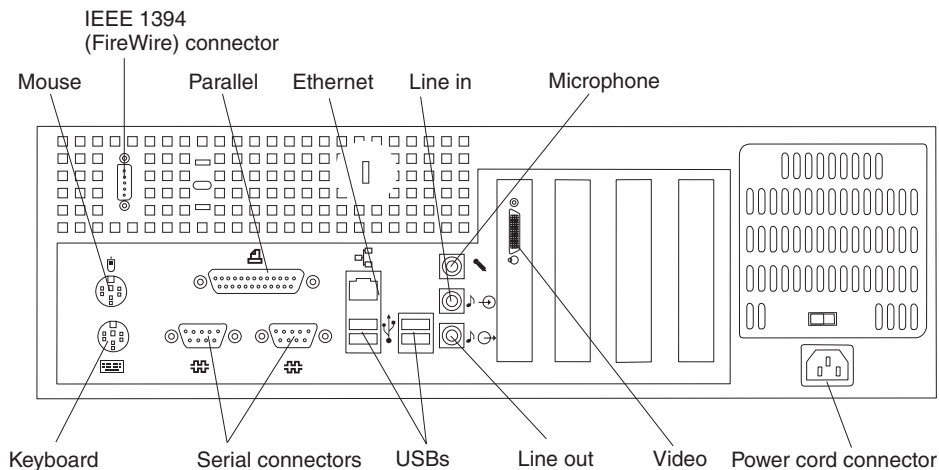 IEEE 1394
(FireWire) connector
Mouse
Parallel
Ethernet
Line in
Microphone
Keyboard
Serial connectors
USBs
Line out
Video
Power cord connector